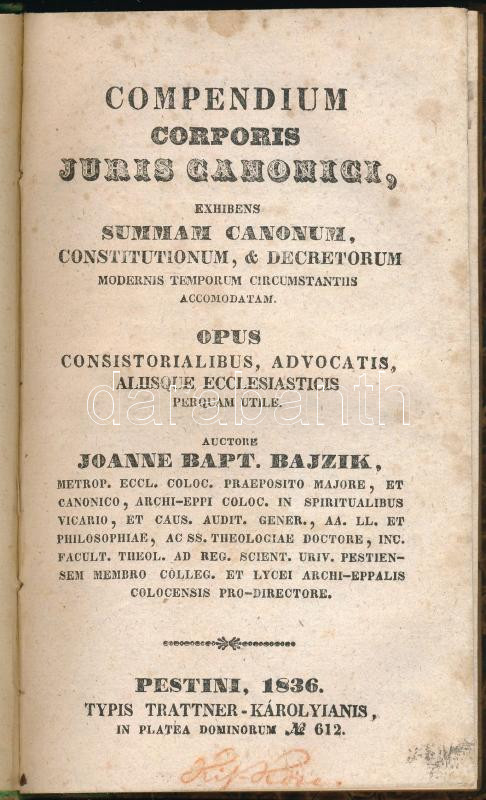 COMPENDIUM
CORPORIS
JURIS CANONICI,
EXHIBENS
SUMMAM CANONUM,
CONSTITUTIONUM, & DECRETORUM
MODERNIS TEMPORUM CIRCUMSTANTIIS
ACCOMODATAM.
OPUS
CONSISTORIALIBUS, ADVOCATIS,
ALIISQUE ECCLESIASTICIS
PERQUAM UTILE.
darabanth
AUCTORE
JOANNE BAPT. BAJZIK,
METROP. ECCL. COLOC. PRAEPOSITO MAJORE, ET
CANONICO, ARCHI-EPPI COLOC. IN SPIRITUALIBUS
VICARIO, ET CAUS. AUDIT. GENER., AA. LL. ET
PHILOSOPHIAE, AC SS. THEOLOGIAE DOCTORE, INC.
FACULT. THEOL. AD REG. SCIENT. UNIV. PESTIEN-
SEM MEMBRO COLLEG. ET LYCEI ARCHI-EPPALIS
COLOCENSIS PRO-DIRECTORE.
PESTINI, 1836.
TYPIS TRATTNER-KÁROLYIANIS,
IN PLATEA DOMINORUM № 612.